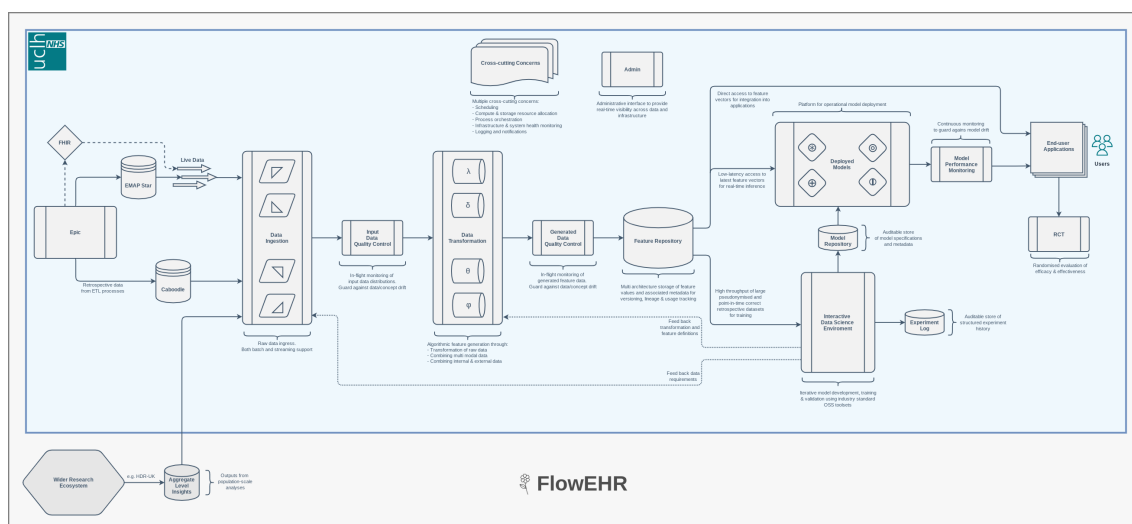 uclh
NHS
Cross-cutting Concerns
Multiple cross-cutting concerns:
- Scheduling
- Compute & storage resource allocation
- Process orchestration
- Infrastructure & system health monitoring
- Logging and notifications
Admin
Administrative interface to provide
real-time visibility across data and
infrastructure
Direct access to feature
vectors for integration into
applications
Platform for operational model deployment
Continuous monitoring
to guard against model drift
FHIR
Live Data
EMAP Star
Epic
Retrospective data
from ETL processes
Caboodle
Data
Ingestion
Raw data ingress.
Both batch and streaming support
Input
Data
Quality Control
In-flight monitoring of
input data distributions
Guard against data/concept drift
λ
δ
Data
Transformation
θ
φ
Algorithmic feature generation through:
- Transformation of raw data
- Combining multi modal data
- Combining internal & external data
Generated
Data
Quality Control
In-flight monitoring of
generated feature data
Guard against data/concept drift
Feature Repository
Multi-architecture storage of feature
values and associated metadata for
versioning, lineage & usage tracking
Low-latency access to
latest feature vectors
for real-time inference
Deployed
Models
Model
Performance
Monitoring
End-user
Applications
Users
RCT
Randomised evaluation of
efficacy & effectiveness
Model
Repository
Auditable store
of model specifications
and metadata
High throughput of large
pseudonymised and
point-in-time correct
retrospective datasets
for training
Interactive
Data Science
Enviroment
Experiment
Log
Auditable store of
structured experiment
history
Feed back
transformation and
feature definitions
Feed back data
requirements
Iterative model development, training
& validation using industry standard
OSS toolsets
Wider Research
Ecosystem
e.g. HDR-UK
Aggregate
Level
Insights
Outputs from
population-scale
analyses
FlowEHR